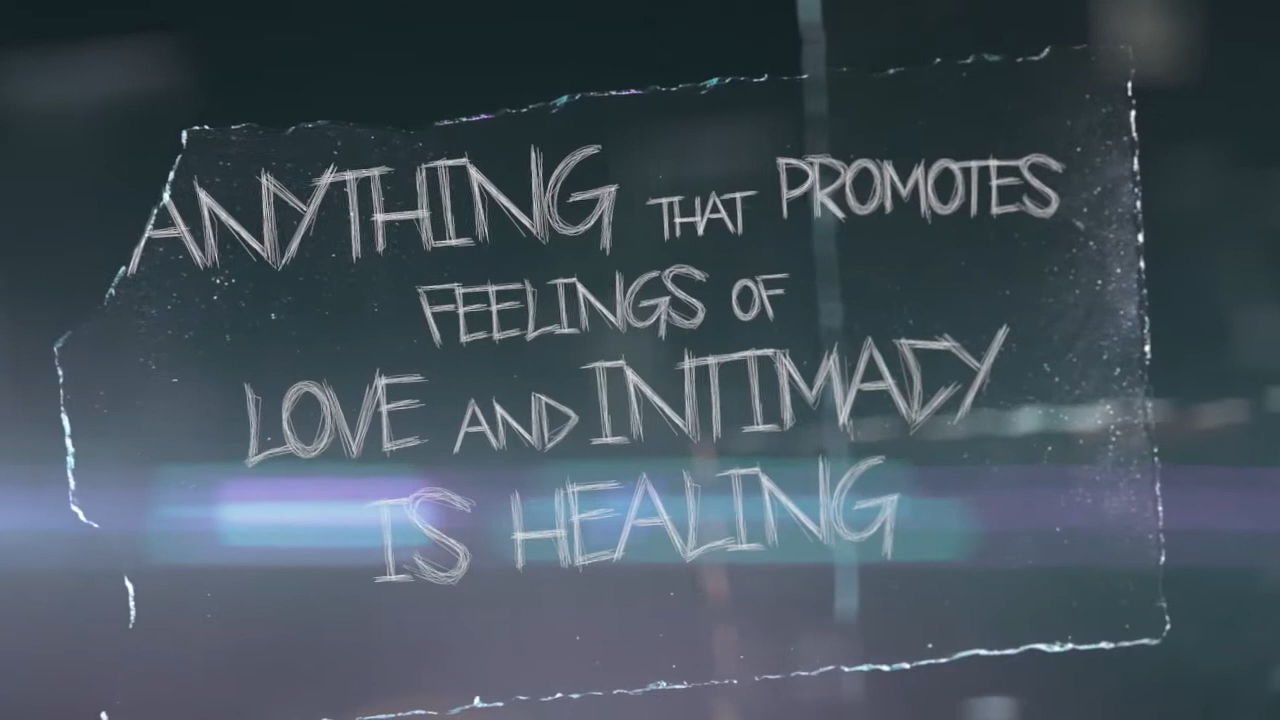 ANYTHING THAT PROMOTES
FEELINGS OF
LOVE AND INTIMACY
IS HEALING